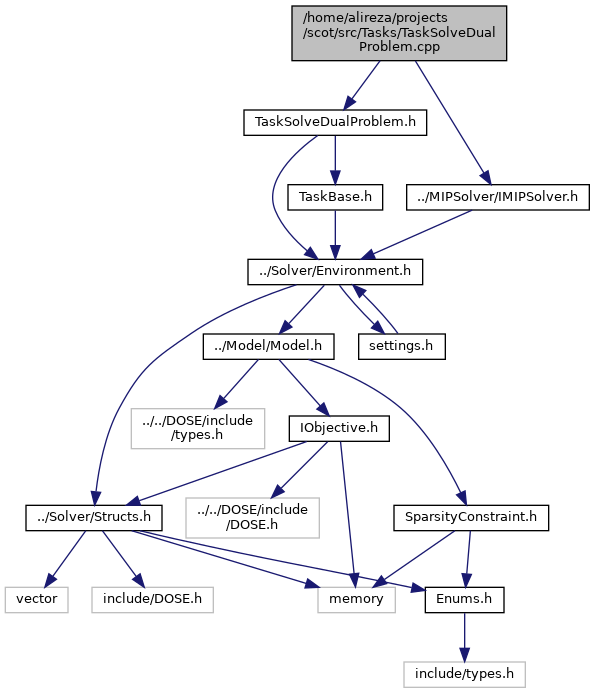 /home/alireza/projects
/scot/src/Tasks/TaskSolveDual
Problem.cpp
TaskSolveDualProblem.h
TaskBase.h
../MIPSolver/IMIPSolver.h
../Solver/Environment.h
../Model/Model.h
settings.h
../../DOSE/include
/types.h
IObjective.h
../../DOSE/include
/DOSE.h
../Solver/Structs.h
SparsityConstraint.h
vector
include/DOSE.h
memory
Enums.h
include/types.h